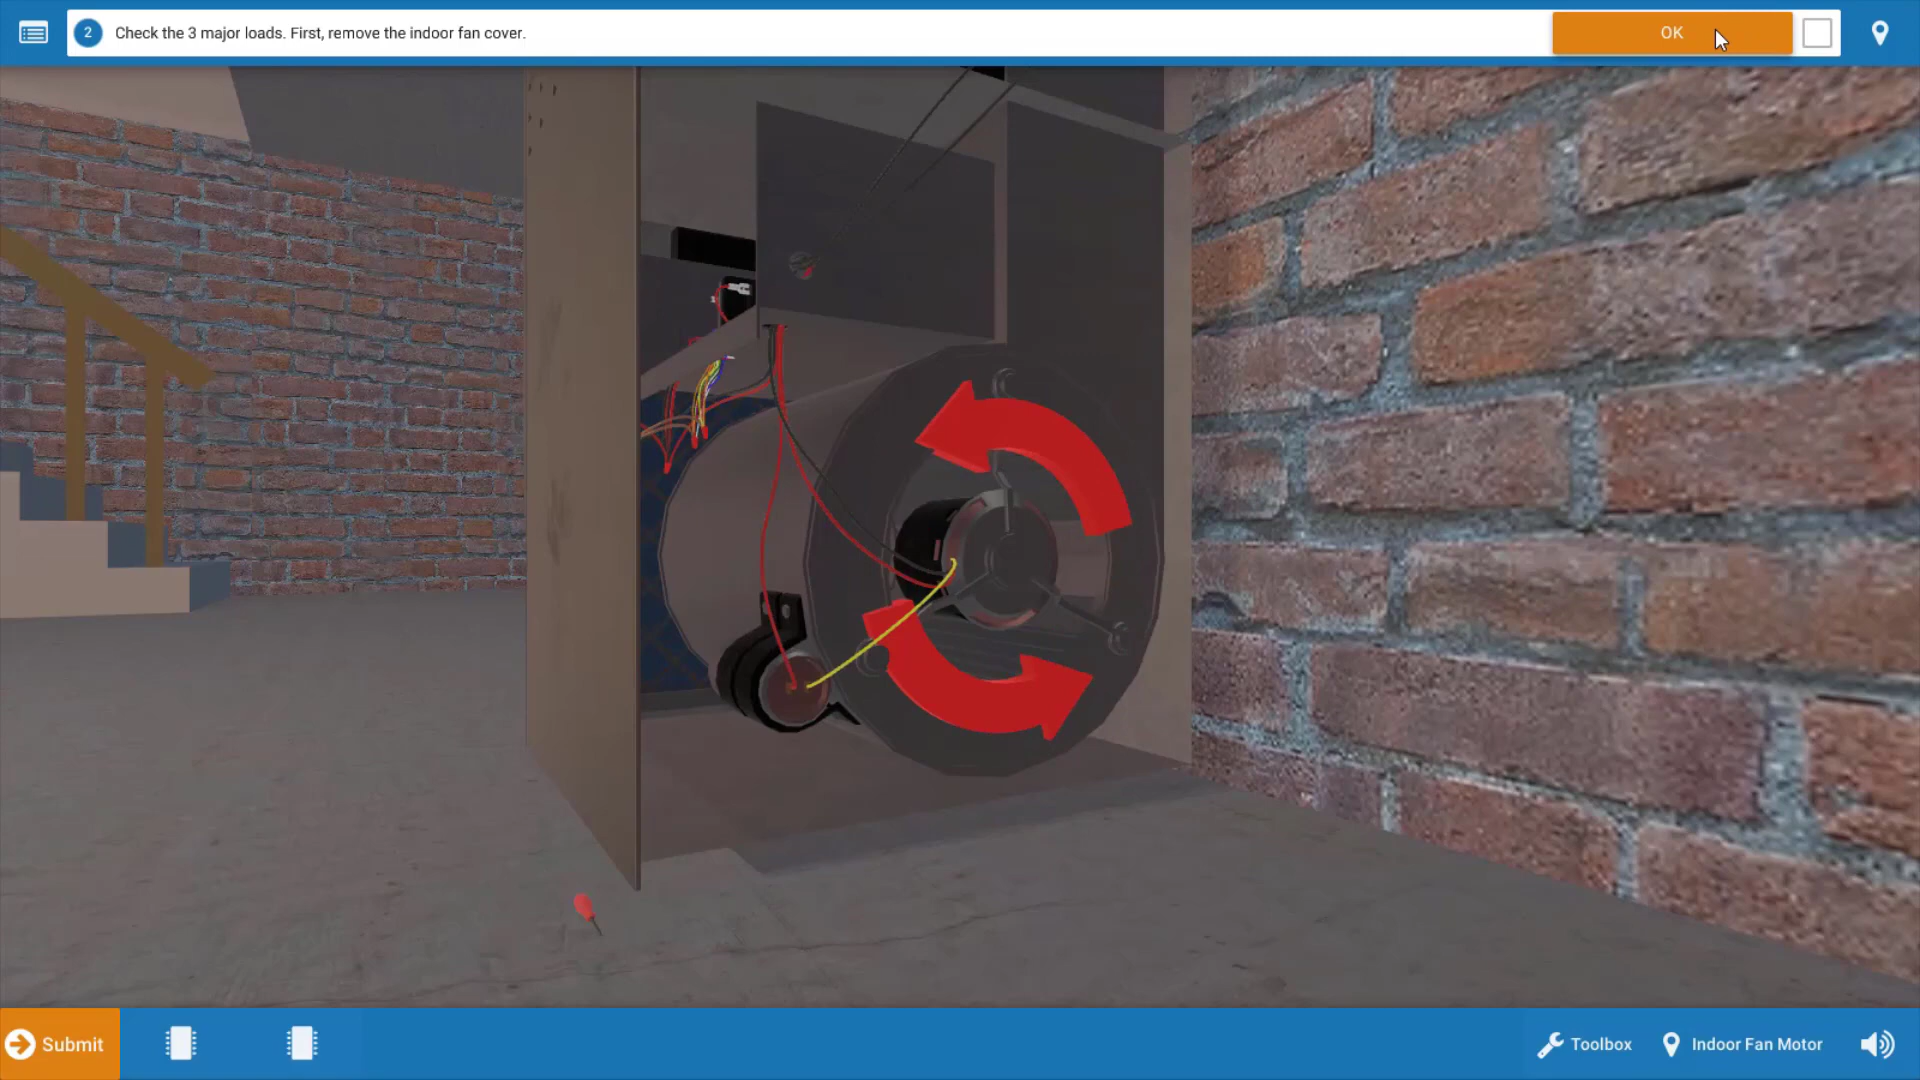 2 Check the 3 major loads. First, remove the indoor fan cover. OK
Submit Toolbox Indoor Fan Motor